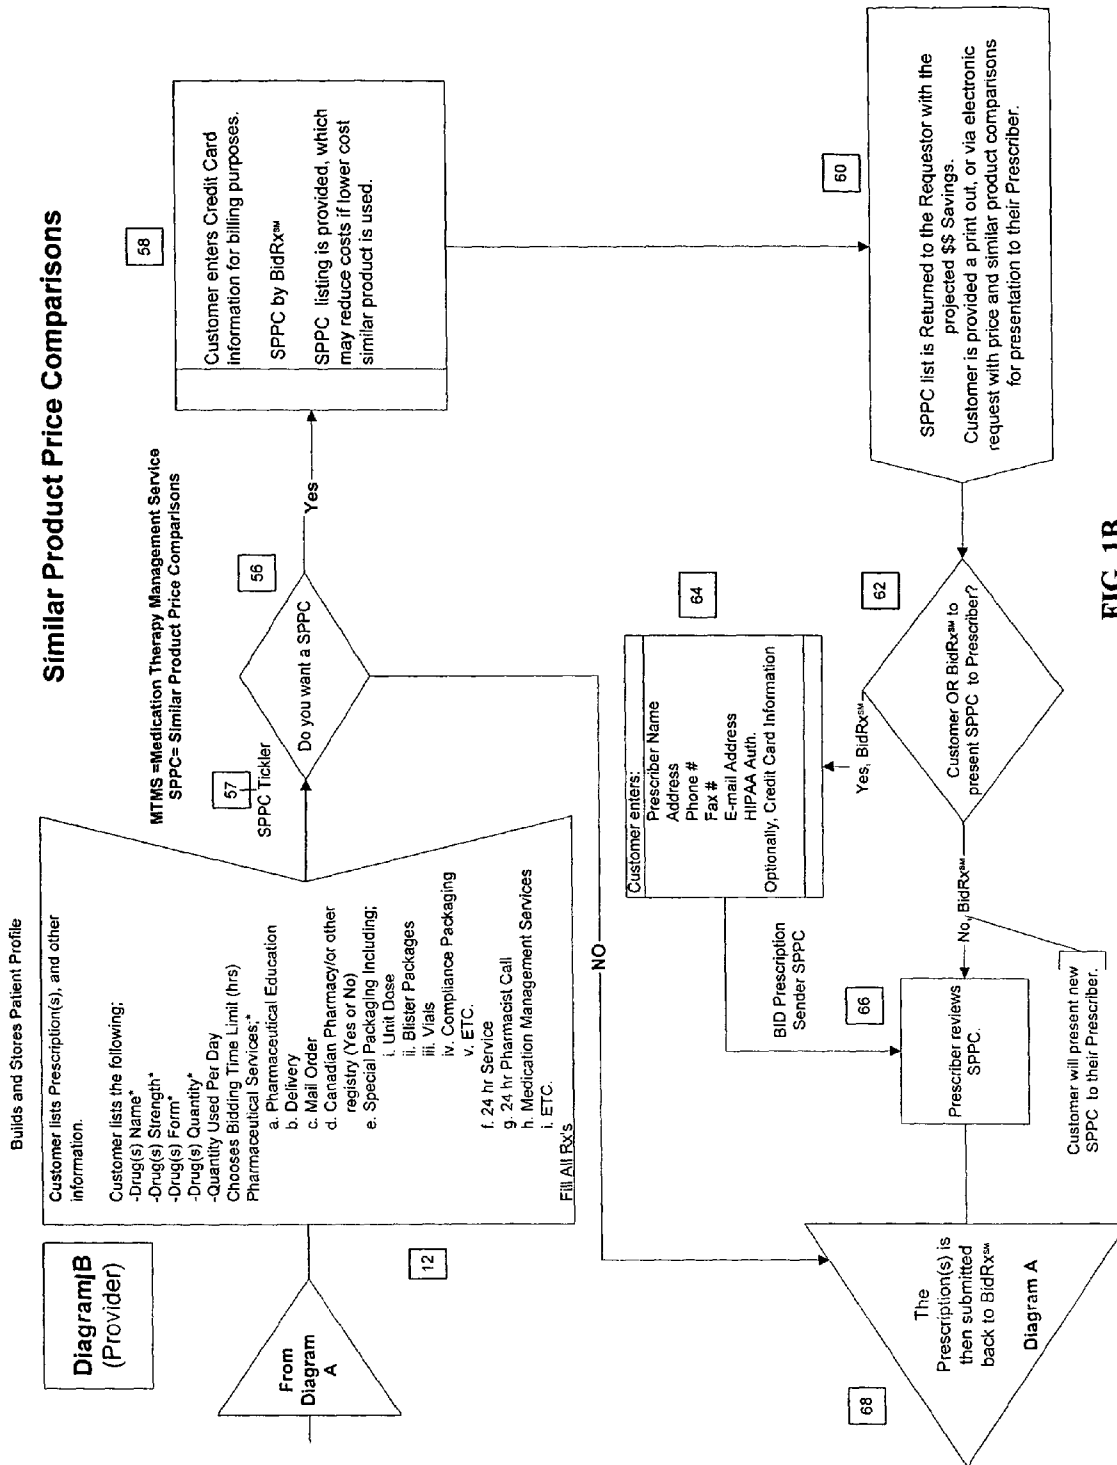 Similar Product Price Comparisons
Diagram B
(Provider)
Builds and Stores Patient Profile
MTMS =Medication Therapy Management Service
SPPC= Similar Product Price Comparisons
From
Diagram
A
12
Customer lists Prescription(s), and other
information.
Customer lists the following;
-Drug(s) Name*
-Drug(s) Strength*
-Drug(s) Form*
-Drug(s) Quantity*
-Quantity Used Per Day
Chooses Bidding Time Limit (hrs)
Pharmaceutical Services;*
a. Pharmaceutical Education
b. Delivery
c. Mail Order
d. Canadian Pharmacy/or other
registry (Yes or No)
e. Special Packaging Including;
i. Unit Dose
ii. Blister Packages
iii. Vials
iv. Compliance Packaging
v. ETC.
f. 24 hr Service
g. 24 hr Pharmacist Call
h. Medication Management Services
i. ETC.
Fill All Rx's
57
SPPC Tickler
56
Do you want a SPPC
Yes
NO
58
Customer enters Credit Card
information for billing purposes.
SPPC by BidRx℠
SPPC listing is provided, which
may reduce costs if lower cost
similar product is used.
60
SPPC list is Returned to the Requestor with the
projected $$ Savings.
Customer is provided a print out, or via electronic
request with price and similar product comparisons
for presentation to their Prescriber.
62
Customer OR BidRx℠ to
present SPPC to Prescriber?
Yes, BidRx℠
64
Customer enters:
Prescriber Name
Address
Phone #
Fax #
E-mail Address
HIPAA Auth.
Optionally, Credit Card Information
BID Prescription
Sender SPPC
No, BidRx℠
Customer will present new
SPPC to their Prescriber.
66
Prescriber reviews
SPPC.
68
The
Prescription(s) is
then submitted
back to BidRx℠
Diagram A
FIG. 1B